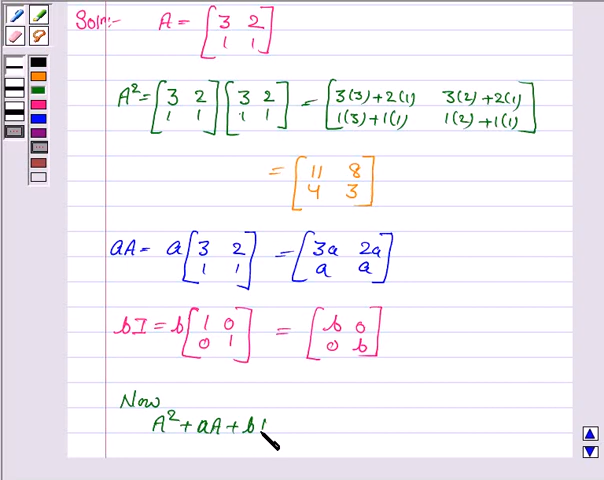 Soln:- A = [3 2
1 1]
A² = [3 2 [3 2 = [3(3)+2(1) 3(2)+2(1)
1 1] 1 1] 1(3)+1(1) 1(2)+1(1)]
= [11 8
4 3]
aA = a[3 2 = [3a 2a
1 1] a a]
bI = b[1 0 = [b 0
0 1] 0 b]
Now
A² + aA + bI